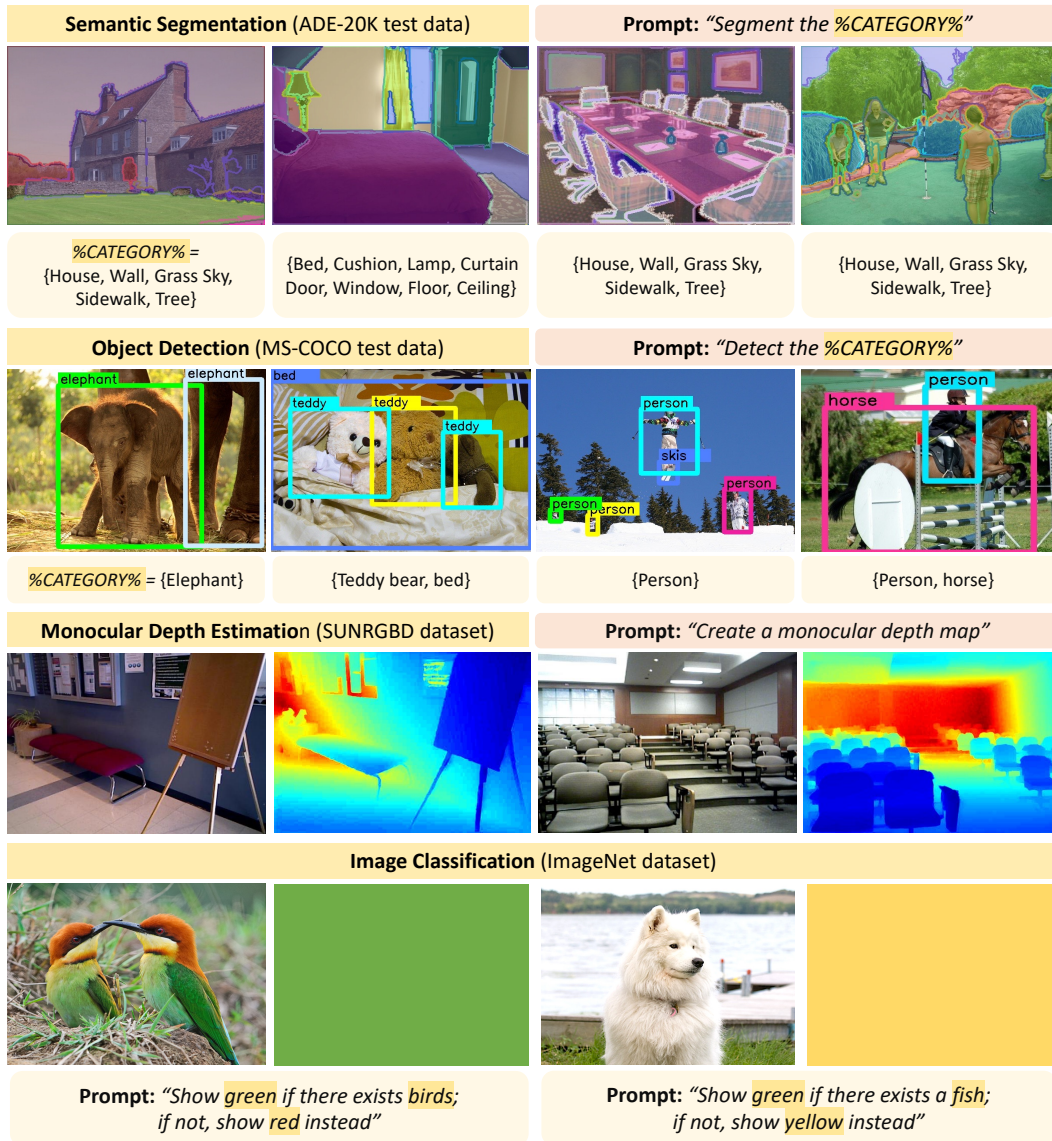 Semantic Segmentation (ADE-20K test data)
Prompt: “Segment the %CATEGORY%”
%CATEGORY% =
{House, Wall, Grass Sky,
Sidewalk, Tree}
{Bed, Cushion, Lamp, Curtain
Door, Window, Floor, Ceiling}
{House, Wall, Grass Sky,
Sidewalk, Tree}
{House, Wall, Grass Sky,
Sidewalk, Tree}
Object Detection (MS-COCO test data)
Prompt: “Detect the %CATEGORY%”
elephant
elephant
bed
teddy
teddy
teddy
person
skis
person
person
person
person
horse
%CATEGORY% = {Elephant}
{Teddy bear, bed}
{Person}
{Person, horse}
Monocular Depth Estimation (SUNRGBD dataset)
Prompt: “Create a monocular depth map”
Image Classification (ImageNet dataset)
Prompt: “Show green if there exists birds;
if not, show red instead”
Prompt: “Show green if there exists a fish;
if not, show yellow instead”